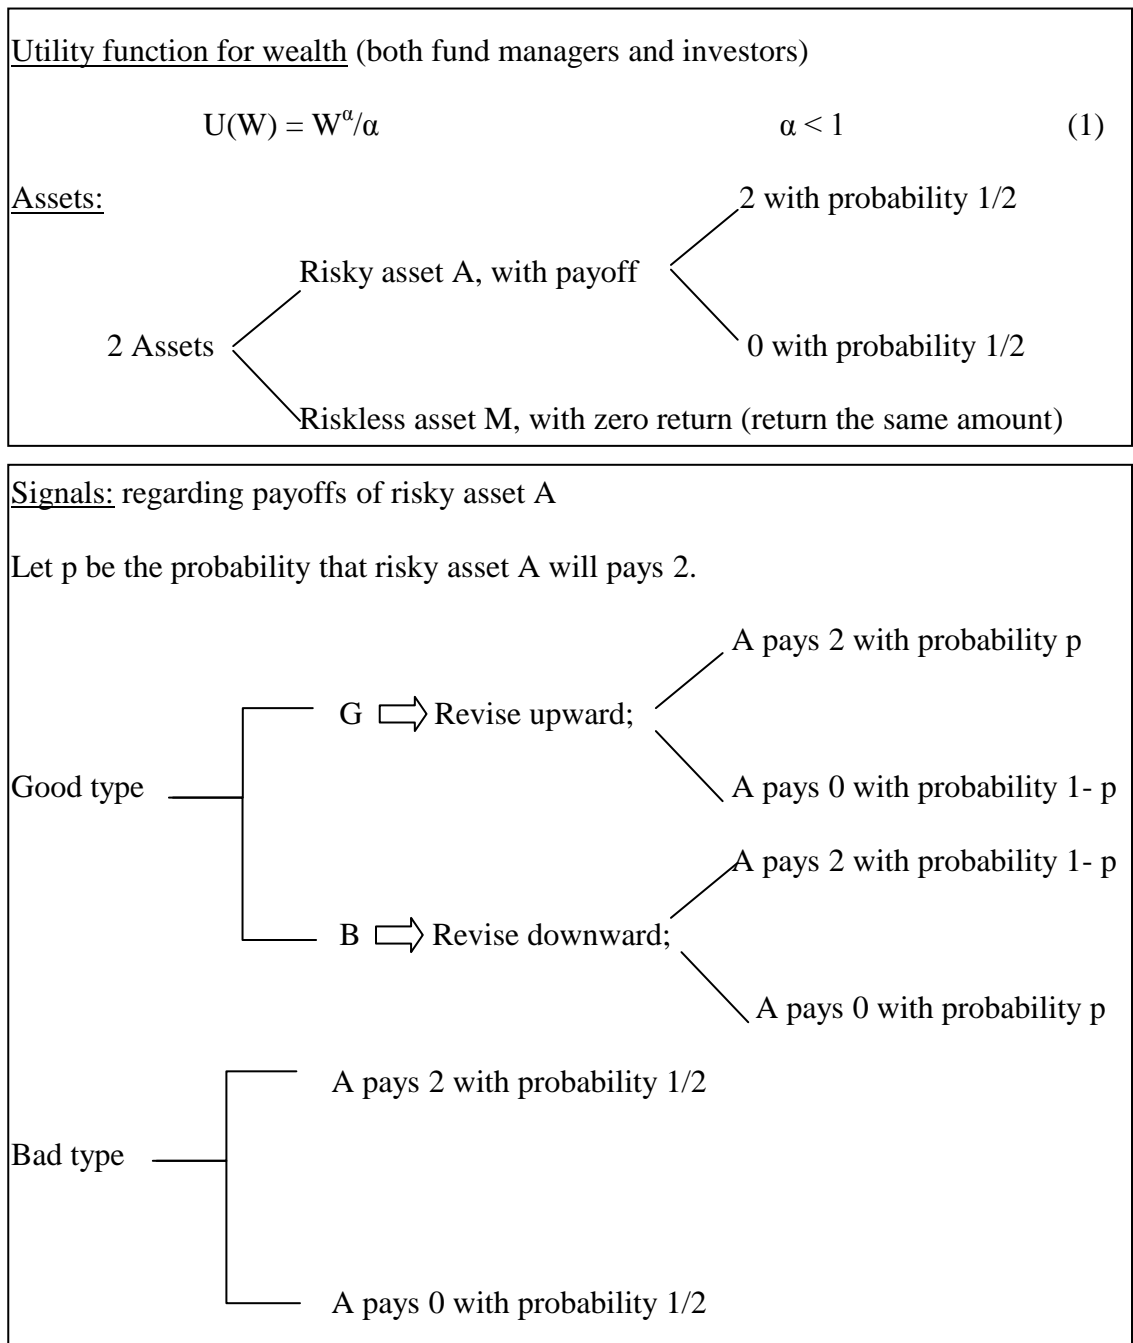 Utility function for wealth (both fund managers and investors)
U(W) = W^α/α α < 1 (1)
Assets:
2 with probability 1/2
Risky asset A, with payoff
2 Assets
0 with probability 1/2
Riskless asset M, with zero return (return the same amount)
Signals: regarding payoffs of risky asset A
Let p be the probability that risky asset A will pays 2.
A pays 2 with probability p
G ⇨ Revise upward;
Good type
A pays 0 with probability 1- p
A pays 2 with probability 1- p
B ⇨ Revise downward;
A pays 0 with probability p
A pays 2 with probability 1/2
Bad type
A pays 0 with probability 1/2